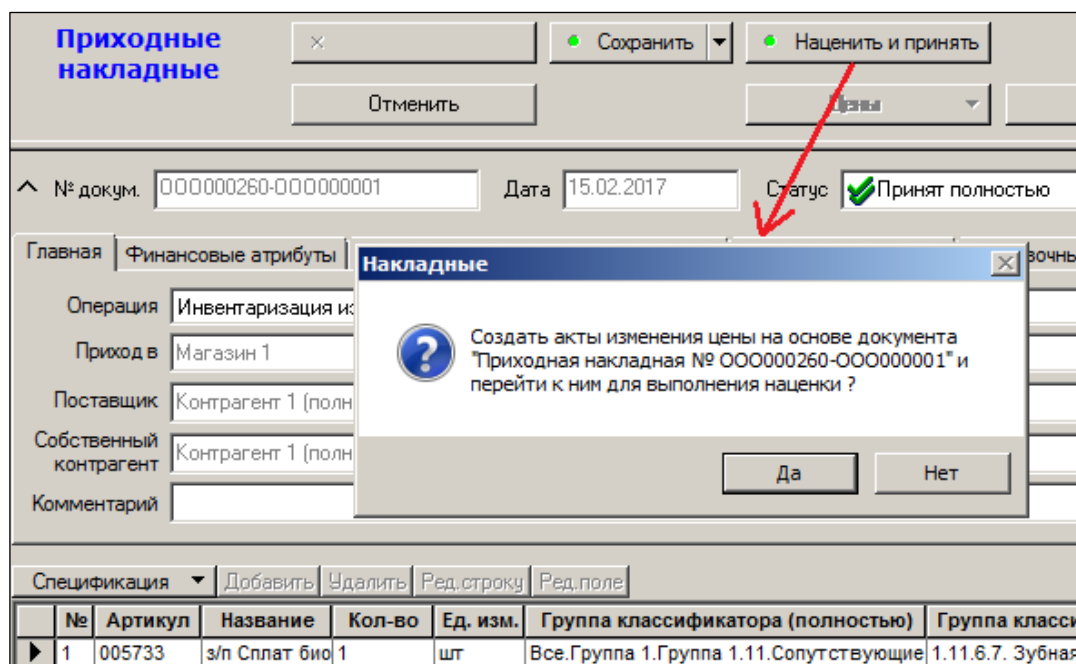 Приходные накладные
Сохранить
Наценить и принять
Отменить
Цены
№ докум. ООО000260-ООО000001 Дата 15.02.2017 Статус Принят полностью
Главная Финансовые атрибуты
Накладные
Операция Инвентаризация
Приход в Магазин 1
Поставщик Контрагент 1
Собственный контрагент Контрагент 1
Комментарий
Создать акты изменения цены на основе документа
"Приходная накладная № ООО000260-ООО000001" и
перейти к ним для выполнения наценки ?
Да Нет
Спецификация Добавить Удалить Ред.строку Ред.поле
№ Артикул Название Кол-во Ед. изм. Группа классификатора (полностью) Группа
1 005733 з/п Сплат био 1 шт Все.Группа 1.Группа 1.11.Сопутствующие 1.11.6.7. Зубная